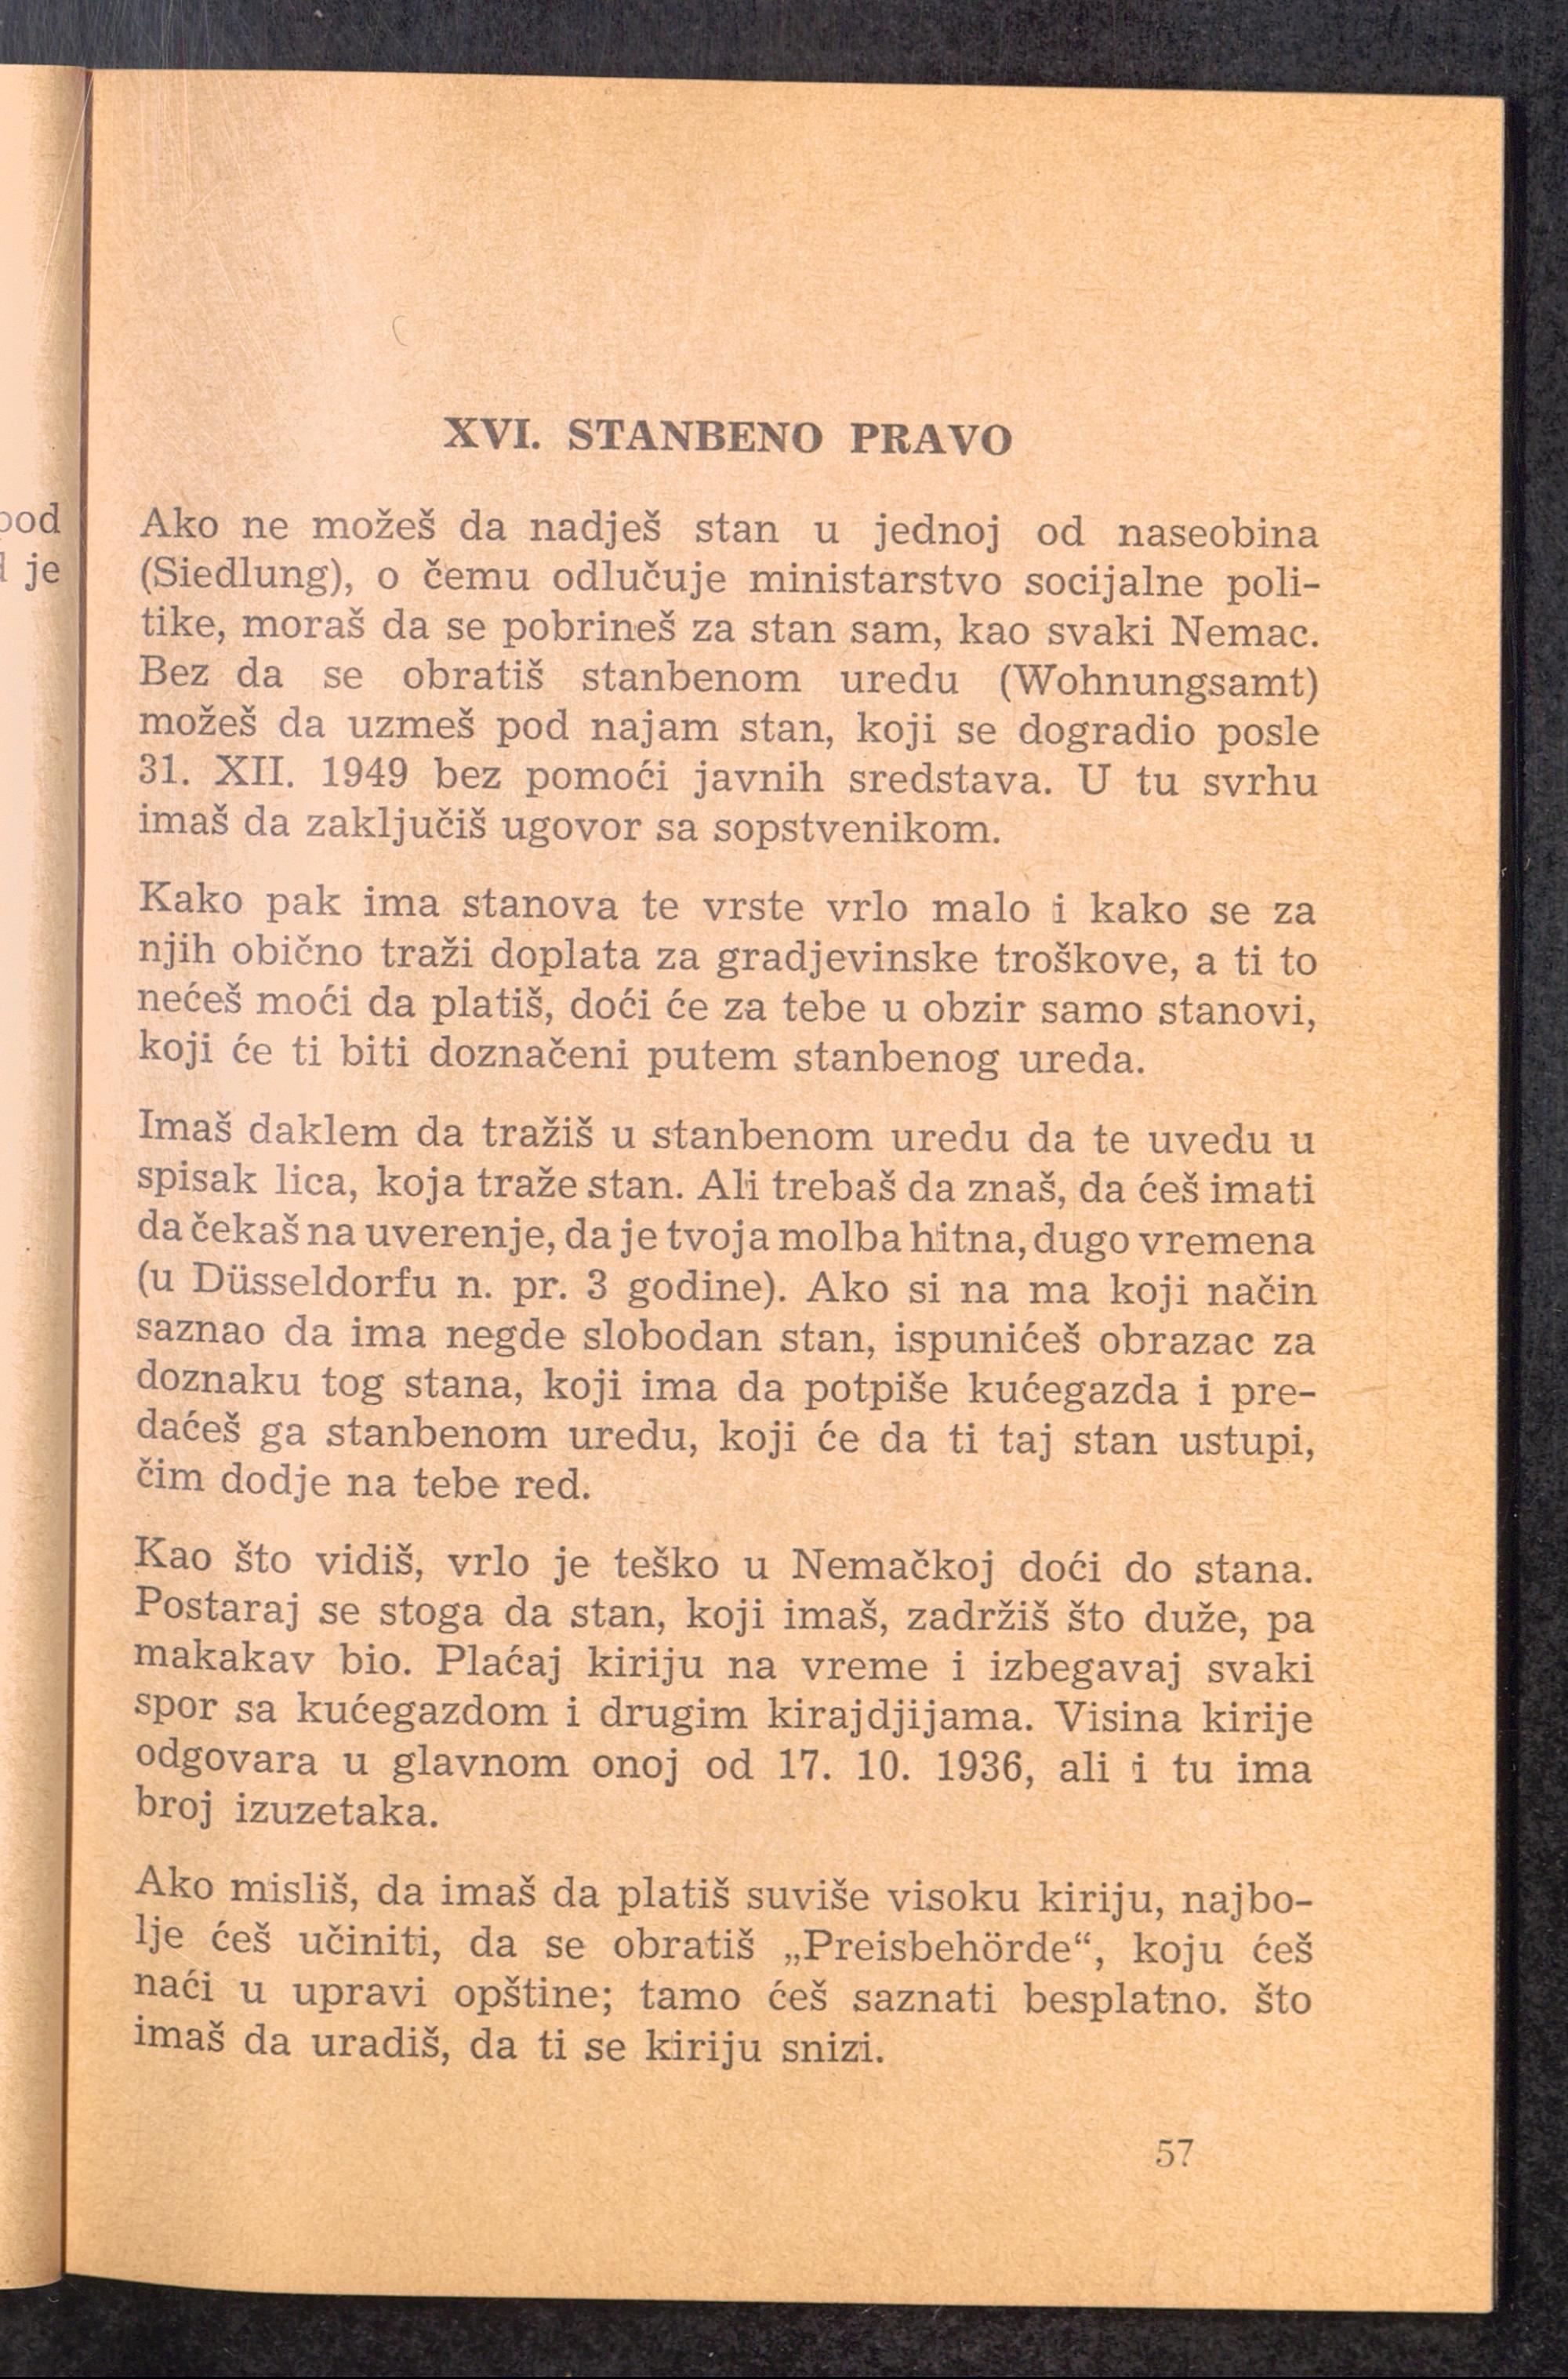 XVI. STANBENO PRAVO
Ako ne možeš da nadješ stan u jednoj od naseobina
(Siedlung), o čemu odlučuje ministarstvo socijalne poli-
tike, moraš da se pobrineš za stan sam, kao svaki Nemac.
Bez da se obratiš stanbenom uredu (Wohnungsamt)
možeš da uzmeš pod najam stan, koji se dogradio posle
31. XII. 1949 bez pomoći javnih sredstava. U tu svrhu
imaš da zaključiš ugovor sa sopstvenikom.
Kako pak ima stanova te vrste vrlo malo i kako se za
njih obično traži doplata za gradjevinske troškove, a ti to
nećeš moći da platiš, doći će za tebe u obzir samo stanovi,
koji će ti biti doznačeni putem stanbenog ureda.
Imaš daklem da tražiš u stanbenom uredu da te uvedu u
spisak lica, koja traže stan. Ali trebaš da znaš, da ćeš imati
da čekaš na uverenje, da je tvoja molba hitna, dugo vremena
(u Düsseldorfu n. pr. 3 godine). Ako si na ma koji način
saznao da ima negde slobodan stan, ispunićeš obrazac za
doznaku tog stana, koji ima da potpiše kućegazda i pre-
daćeš ga stanbenom uredu, koji će da ti taj stan ustupi,
čim dodje na tebe red.
Kao što vidiš, vrlo je teško u Nemačkoj doći do stana.
Postaraj se stoga da stan, koji imaš, zadržiš što duže, pa
makakav bio. Plaćaj kiriju na vreme i izbegavaj svaki
spor sa kućegazdom i drugim kirajdjijama. Visina kirije
odgovara u glavnom onoj od 17. 10. 1936, ali i tu ima
broj izuzetaka.
Ako misliš, da imaš da platiš suviše visoku kiriju, najbo-
lje ćeš učiniti, da se obratiš „Preisbehörde“, koju ćeš
naći u upravi opštine; tamo ćeš saznati besplatno. što
imaš da uradiš, da ti se kiriju snizi.
57